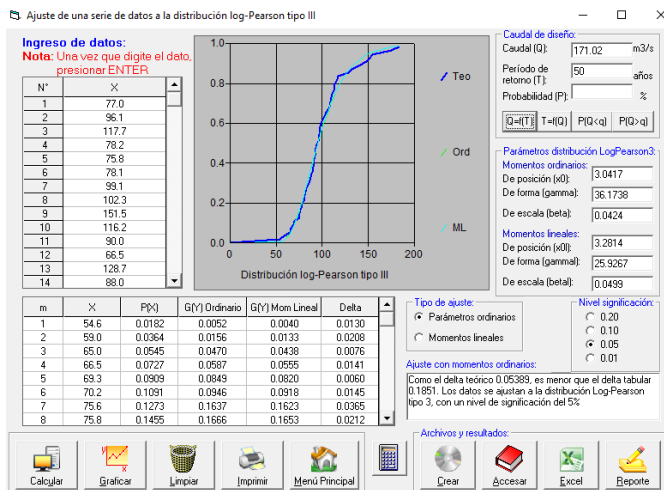 Ajuste de una serie de datos a la distribución log-Pearson tipo III
Ingreso de datos:
Nota: Una vez que digite el dato,
presionar ENTER
N° X
1 77.0
2 96.1
3 117.7
4 78.2
5 75.8
6 78.1
7 99.1
8 102.3
9 151.5
10 116.2
11 90.0
12 66.5
13 128.7
14 88.0
1.0
0.8
0.6
0.4
0.2
0.0
0 50 100 150 200
Distribución log-Pearson tipo III
Teo
Ord
ML
Caudal de diseño:
Caudal (Q): 171.02 m3/s
Período de
retorno (T): 50 años
Probabilidad (P): %
Q=f(T) T=f(Q) P(Q<q) P(Q>q)
Parámetros distribución LogPearson3:
Momentos ordinarios:
De posición (x0): 3.0417
De forma (gamma): 36.1738
De escala (beta): 0.0424
Momentos lineales:
De posición (x0l): 3.2814
De forma (gammal): 25.9267
De escala (betal): 0.0499
m X P(X) G(Y) Ordinario G(Y) Mom Lineal Delta
1 54.6 0.0182 0.0052 0.0040 0.0130
2 59.0 0.0364 0.0156 0.0133 0.0208
3 65.0 0.0545 0.0470 0.0438 0.0076
4 66.5 0.0727 0.0587 0.0555 0.0141
5 69.3 0.0909 0.0849 0.0820 0.0060
6 70.2 0.1091 0.0946 0.0918 0.0145
7 75.6 0.1273 0.1637 0.1623 0.0365
8 75.8 0.1455 0.1666 0.1653 0.0212
Tipo de ajuste:
Parámetros ordinarios
Momentos lineales
Nivel significación:
0.20
0.10
0.05
0.01
Ajuste con momentos ordinarios:
Como el delta teórico 0.05389, es menor que el delta tabular
0.1851. Los datos se ajustan a la distribución Log-Pearson
tipo 3, con un nivel de significación del 5%
Calcular Graficar Limpiar Imprimir Menú Principal
Archivos y resultados:
Crear Accesar Excel Reporte